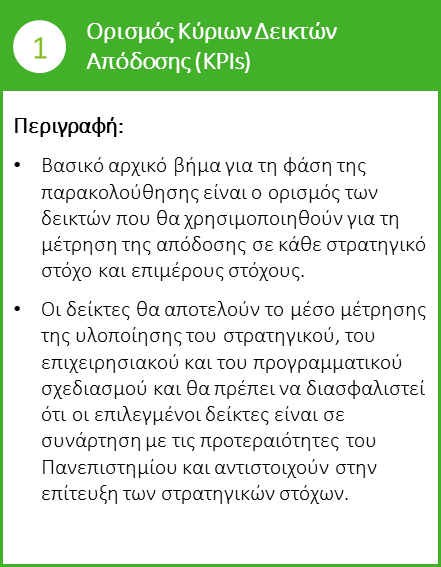 1
Ορισμός Κύριων Δεικτών
Απόδοσης (KPIs)
Περιγραφή:
• Βασικό αρχικό βήμα για τη φάση της
παρακολούθησης είναι ο ορισμός των
δεικτών που θα χρησιμοποιηθούν για τη
μέτρηση της απόδοσης σε κάθε στρατηγικό
στόχο και επιμέρους στόχους.
• Οι δείκτες θα αποτελούν το μέσο μέτρησης
της υλοποίησης του στρατηγικού, του
επιχειρησιακού και του προγραμματικού
σχεδιασμού και θα πρέπει να διασφαλιστεί
ότι οι επιλεγμένοι δείκτες είναι σε
συνάρτηση με τις προτεραιότητες του
Πανεπιστημίου και αντιστοιχούν στην
επίτευξη των στρατηγικών στόχων.